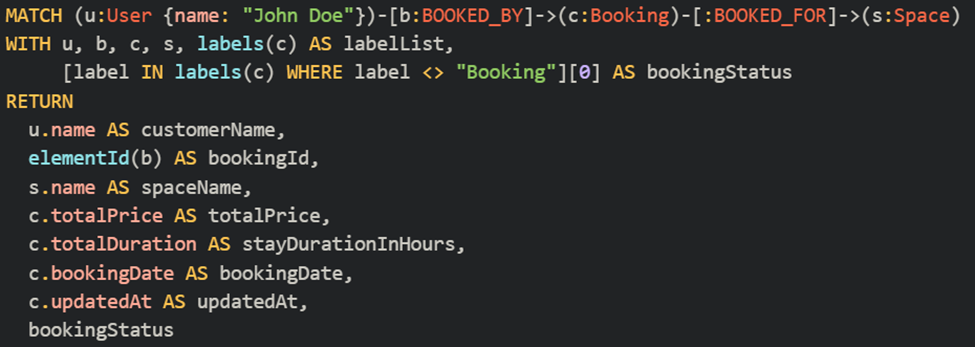 MATCH (u:User {name: "John Doe"})-[b:BOOKED_BY]->(c:Booking)-[:BOOKED_FOR]->(s:Space)
WITH u, b, c, s, labels(c) AS labelList,
     [label IN labels(c) WHERE label <> "Booking"][0] AS bookingStatus
RETURN
  u.name AS customerName,
  elementId(b) AS bookingId,
  s.name AS spaceName,
  c.totalPrice AS totalPrice,
  c.totalDuration AS stayDurationInHours,
  c.bookingDate AS bookingDate,
  c.updatedAt AS updatedAt,
  bookingStatus